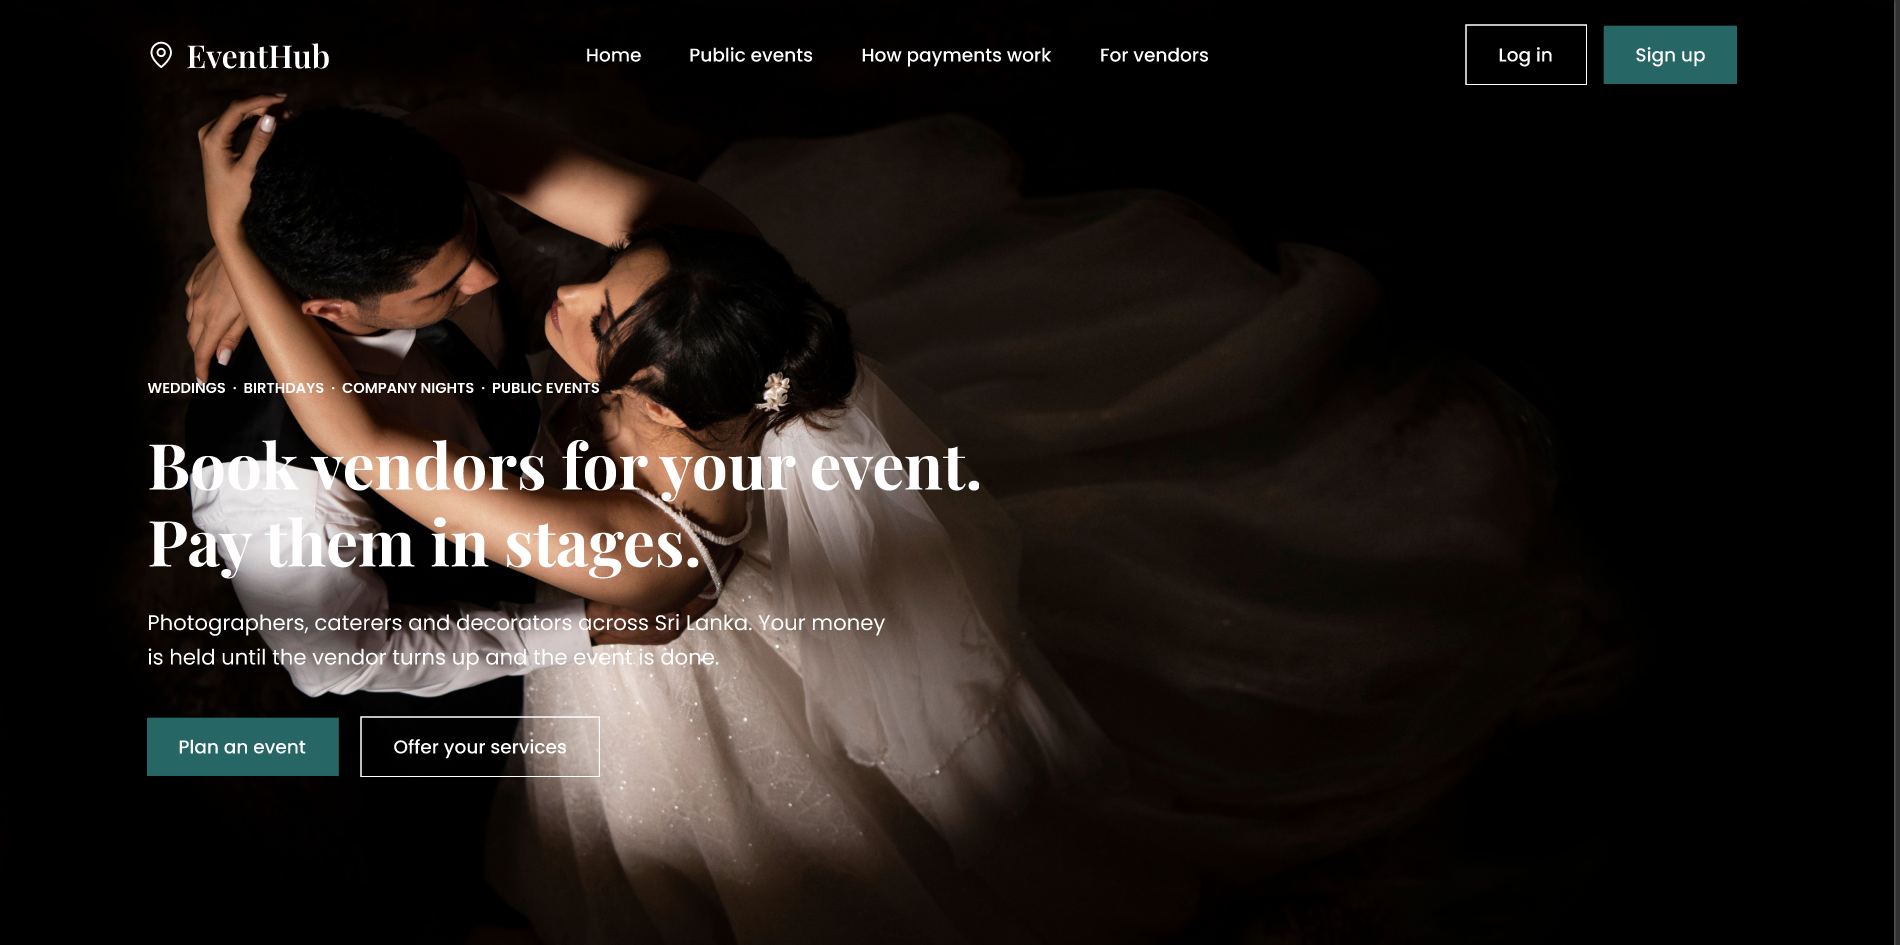 EventHub
Home
Public events
How payments work
For vendors
Log in
Sign up
WEDDINGS · BIRTHDAYS · COMPANY NIGHTS · PUBLIC EVENTS
Book vendors for your event.
Pay them in stages.
Photographers, caterers and decorators across Sri Lanka. Your money
is held until the vendor turns up and the event is done.
Plan an event
Offer your services